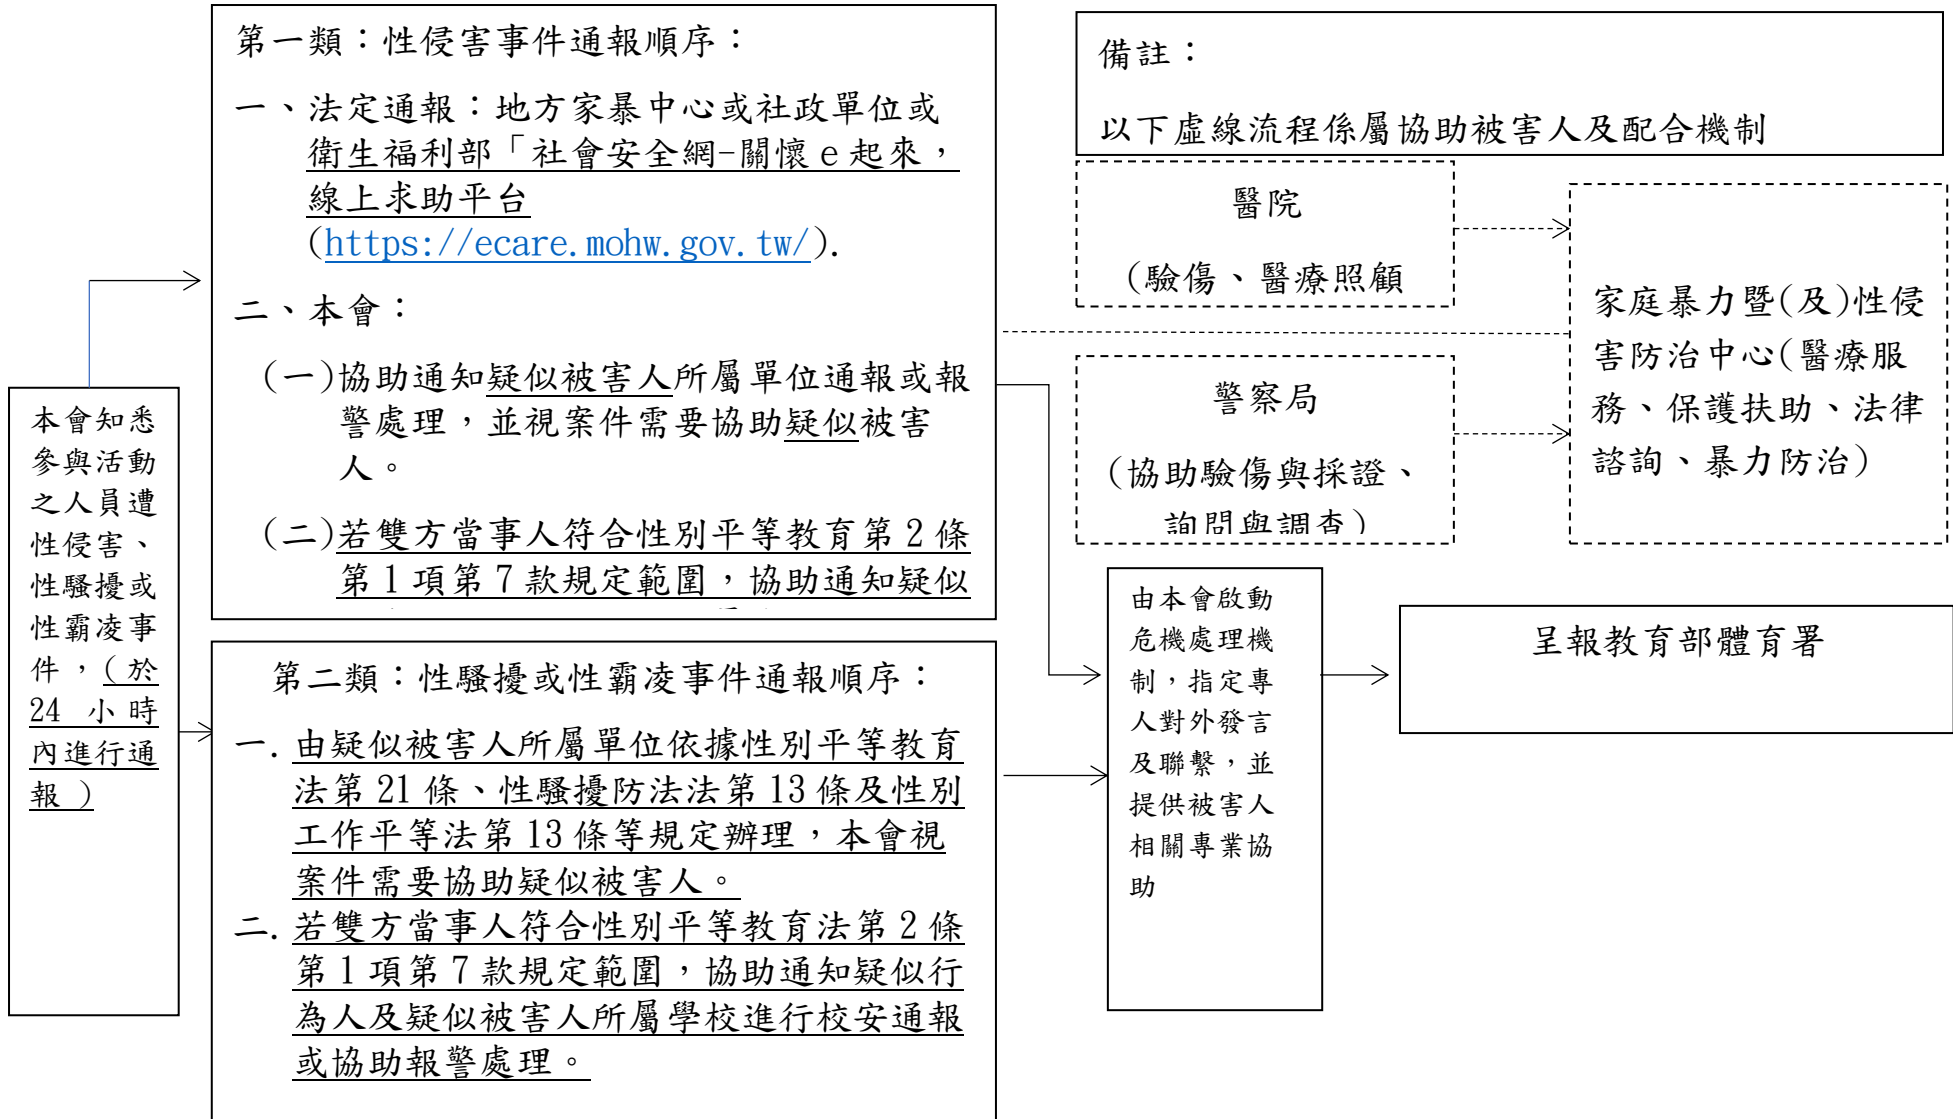 本會知悉
參與活動
之人員遭
性侵害、
性騷擾或
性霸凌事
件，(於
24 小時
內進行通
報 )
第一類：性侵害事件通報順序：
一、法定通報：地方家暴中心或社政單位或
衛生福利部「社會安全網-關懷 e 起來，
線上求助平台
(https://ecare.mohw.gov.tw/).
二、本會：
(一)協助通知疑似被害人所屬單位通報或報
警處理，並視案件需要協助疑似被害
人。
(二)若雙方當事人符合性別平等教育第 2 條
第 1 項第 7 款規定範圍，協助通知疑似
第二類：性騷擾或性霸凌事件通報順序：
一. 由疑似被害人所屬單位依據性別平等教育
法第 21 條、性騷擾防法法第 13 條及性別
工作平等法第 13 條等規定辦理，本會視
案件需要協助疑似被害人。
二. 若雙方當事人符合性別平等教育法第 2 條
第 1 項第 7 款規定範圍，協助通知疑似行
為人及疑似被害人所屬學校進行校安通報
或協助報警處理。
備註：
以下虛線流程係屬協助被害人及配合機制
醫院
(驗傷、醫療照顧
警察局
(協助驗傷與採證、
詢問與調查)
家庭暴力暨(及)性侵
害防治中心(醫療服
務、保護扶助、法律
諮詢、暴力防治)
由本會啟動
危機處理機
制，指定專
人對外發言
及聯繫，並
提供被害人
相關專業協
助
呈報教育部體育署